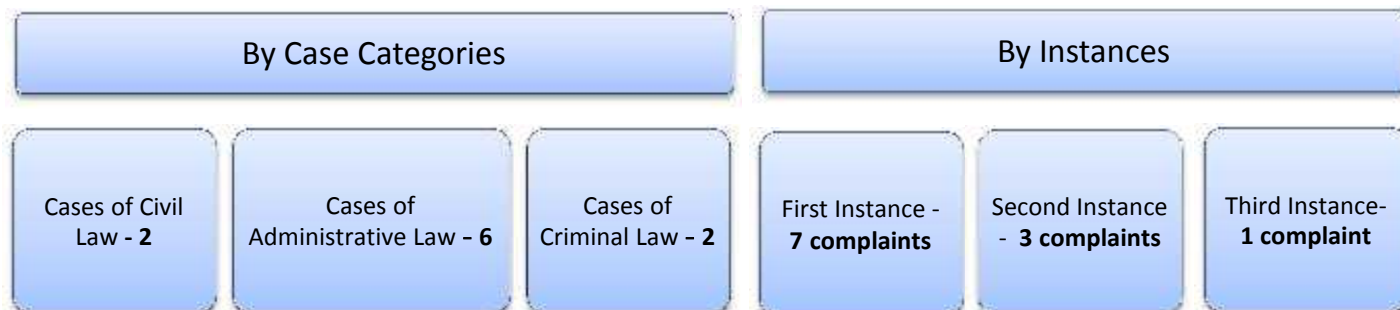 By Case Categories
By Instances
Cases of Civil
Law - 2
Cases of
Administrative Law - 6
Cases of
Criminal Law - 2
First Instance -
7 complaints
Second Instance
- 3 complaints
Third Instance-
1 complaint